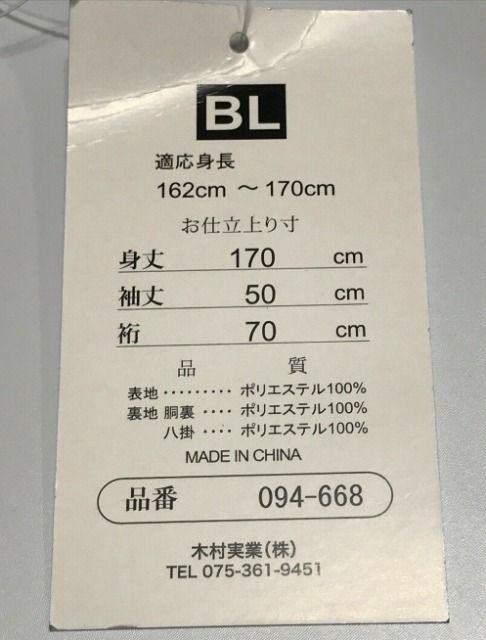 BL
適応身長
162cm ～ 170cm
お仕立上り寸
身丈 170 cm
袖丈 50 cm
裄 70 cm
品 質
表地 ‥‥‥‥‥ ポリエステル100%
裏地 胴裏 ‥‥ ポリエステル100%
八掛 ‥‥ ポリエステル100%
MADE IN CHINA
品番 094-668
木村実業(株)
TEL 075-361-9451